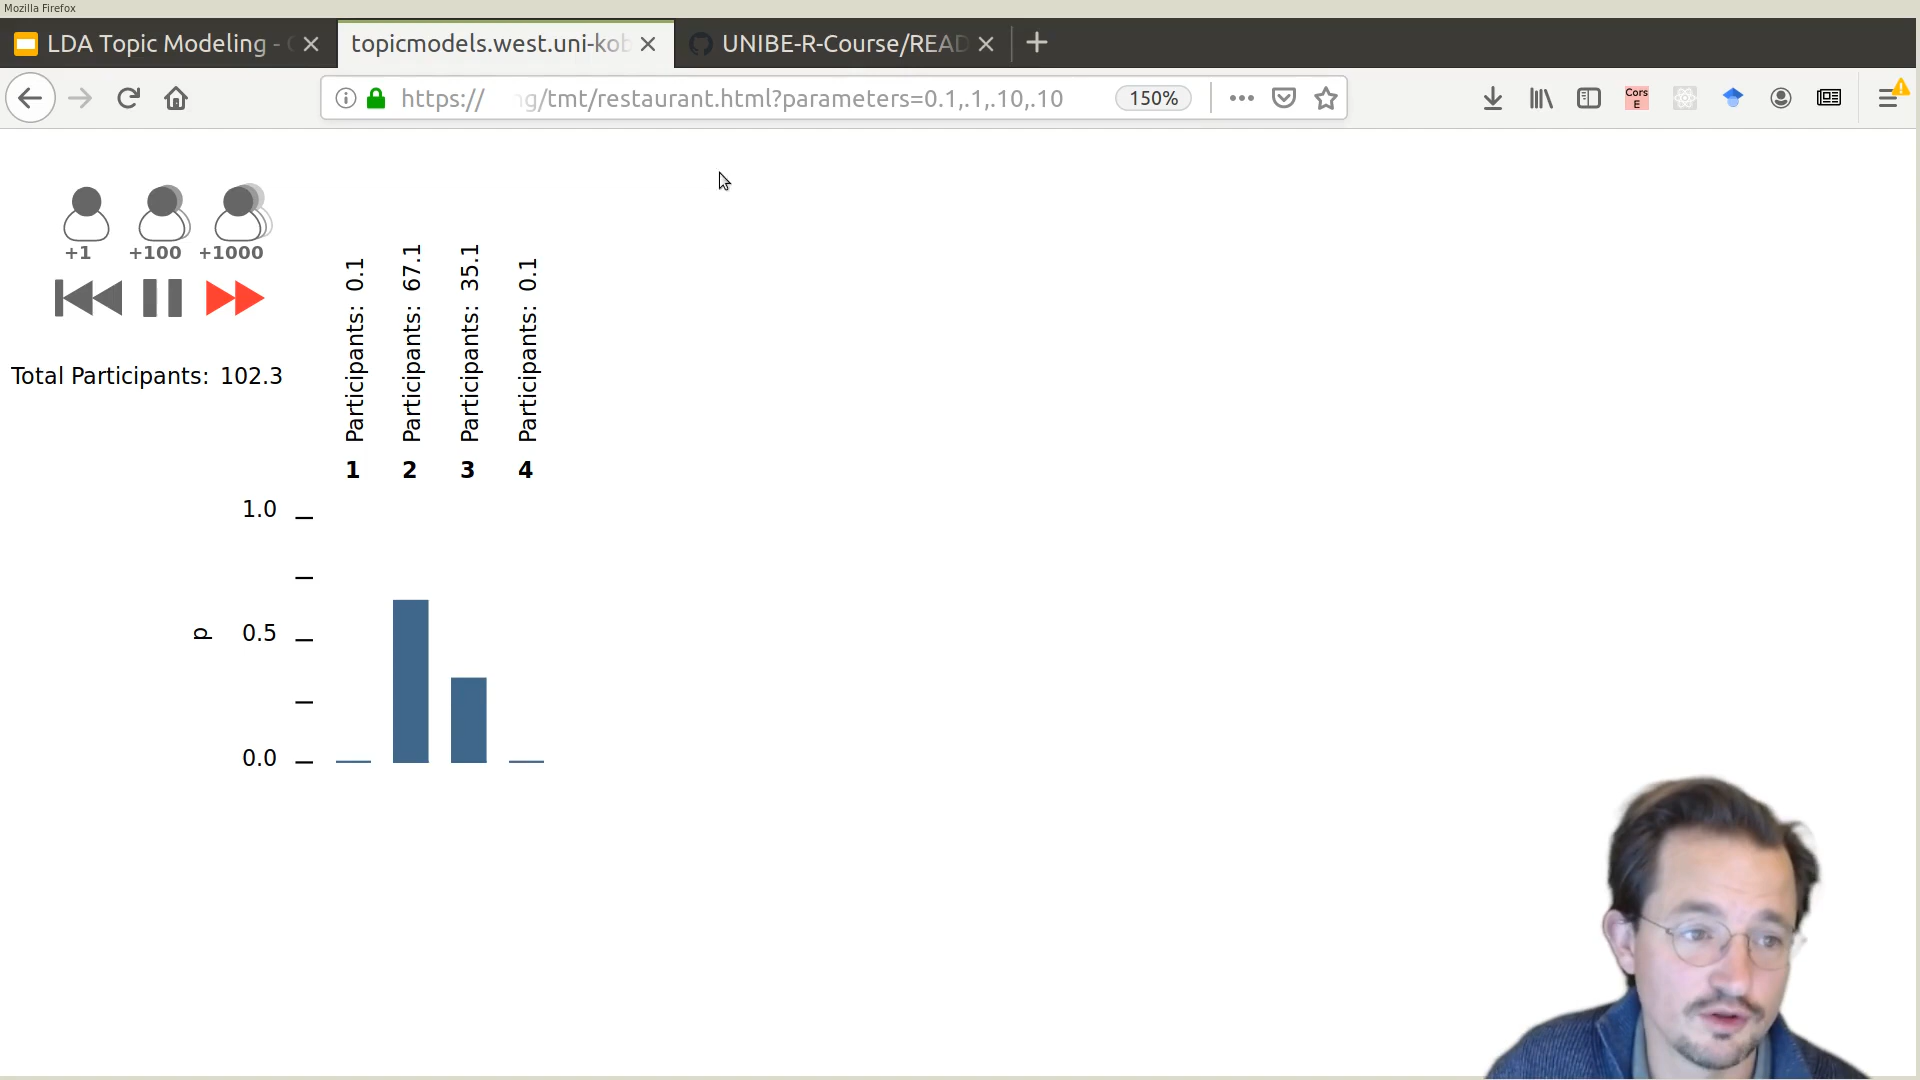 Mozilla Firefox
LDA Topic Modeling -
topicmodels.west.uni-kob
UNIBE-R-Course/READ
https://
g/tmt/restaurant.html?parameters=0.1,.1,.10,.10
150%
Cors
E
+1
+100
+1000
Total Participants: 102.3
Participants: 0.1
Participants: 67.1
Participants: 35.1
Participants: 0.1
1
2
3
4
1.0
p
0.5
0.0